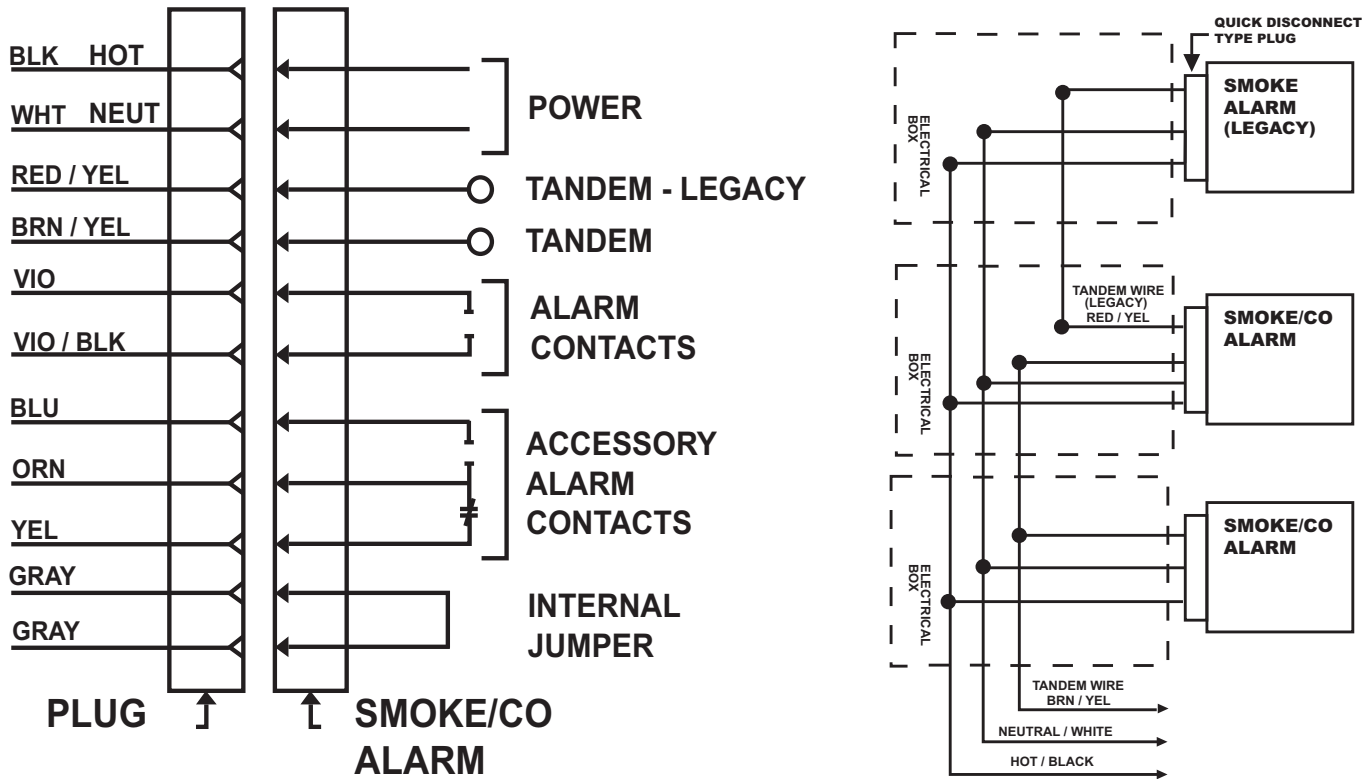 BLK HOT
WHT NEUT
RED / YEL
BRN / YEL
VIO
VIO / BLK
BLU
ORN
YEL
GRAY
GRAY
POWER
TANDEM - LEGACY
TANDEM
ALARM
CONTACTS
ACCESSORY
ALARM
CONTACTS
INTERNAL
JUMPER
PLUG
SMOKE/CO
ALARM
QUICK DISCONNECT
TYPE PLUG
ELECTRICAL
BOX
SMOKE
ALARM
(LEGACY)
TANDEM WIRE
(LEGACY)
RED / YEL
ELECTRICAL
BOX
SMOKE/CO
ALARM
ELECTRICAL
BOX
SMOKE/CO
ALARM
TANDEM WIRE
BRN / YEL
NEUTRAL / WHITE
HOT / BLACK